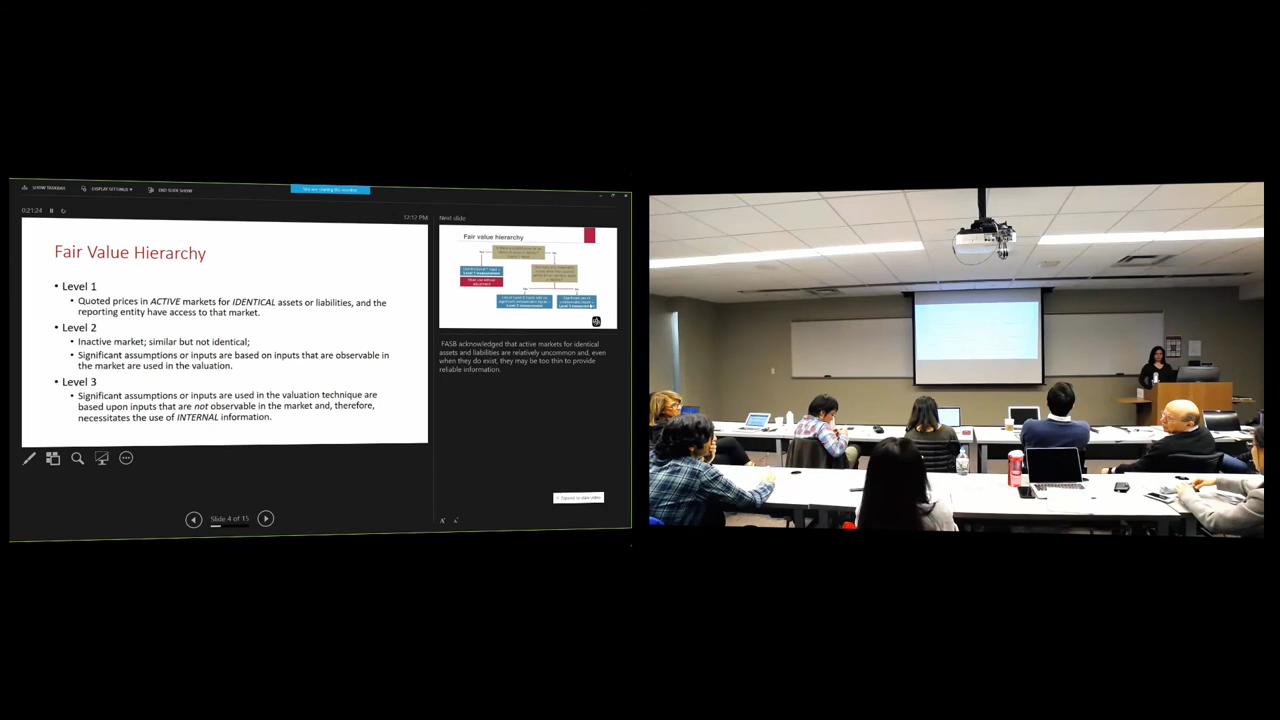 SHOW TASKBAR
DISPLAY SETTINGS ▾
END SLIDE SHOW
0:21:24
12:12 PM
Fair Value Hierarchy
• Level 1
• Quoted prices in ACTIVE markets for IDENTICAL assets or liabilities, and the
reporting entity have access to that market.
• Level 2
• Inactive market; similar but not identical;
• Significant assumptions or inputs are based on inputs that are observable in
the market are used in the valuation.
• Level 3
• Significant assumptions or inputs are used in the valuation technique are
based upon inputs that are not observable in the market and, therefore,
necessitates the use of INTERNAL information.
Slide 4 of 15
Next slide
Fair value hierarchy
FASB acknowledged that active markets for identical
assets and liabilities are relatively uncommon and, even
when they do exist, they may be too thin to provide
reliable information.